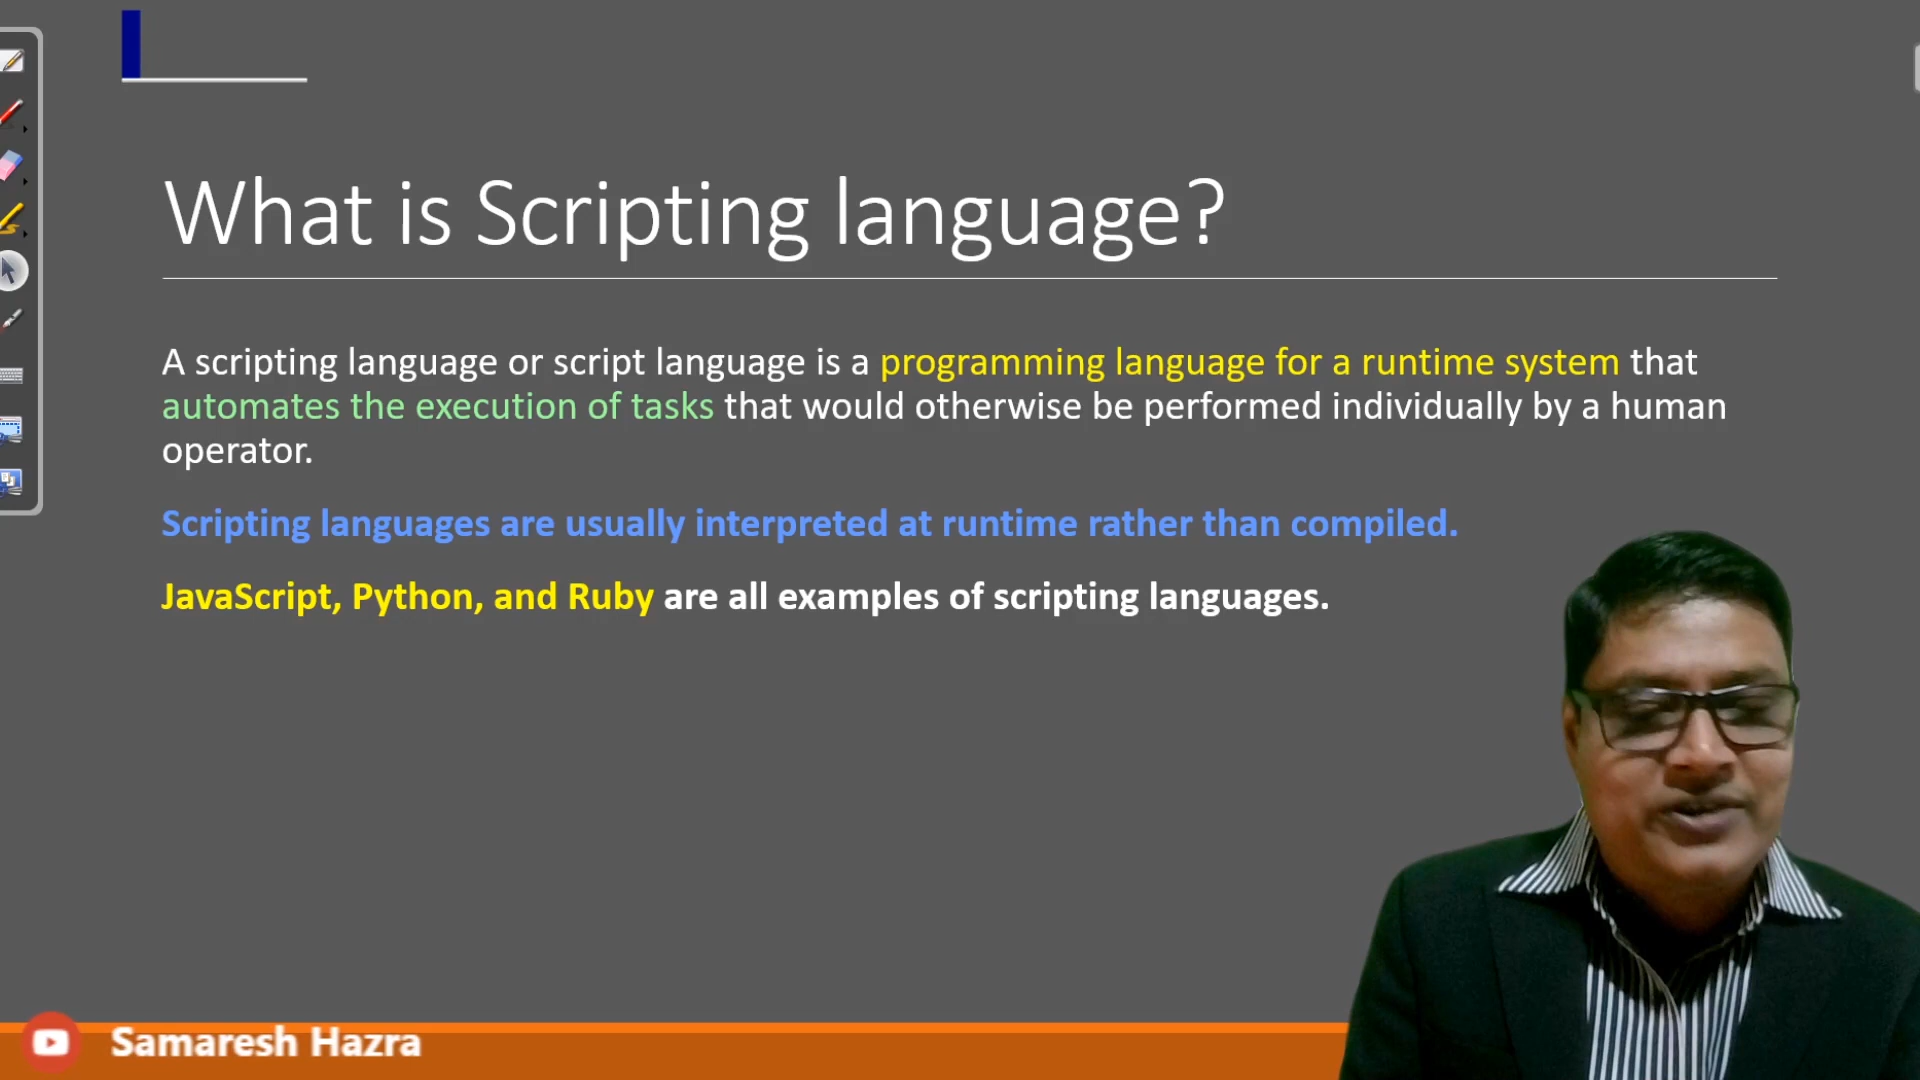 What is Scripting language?
A scripting language or script language is a programming language for a runtime system that
automates the execution of tasks that would otherwise be performed individually by a human
operator.
Scripting languages are usually interpreted at runtime rather than compiled.
JavaScript, Python, and Ruby are all examples of scripting languages.
Samaresh Hazra